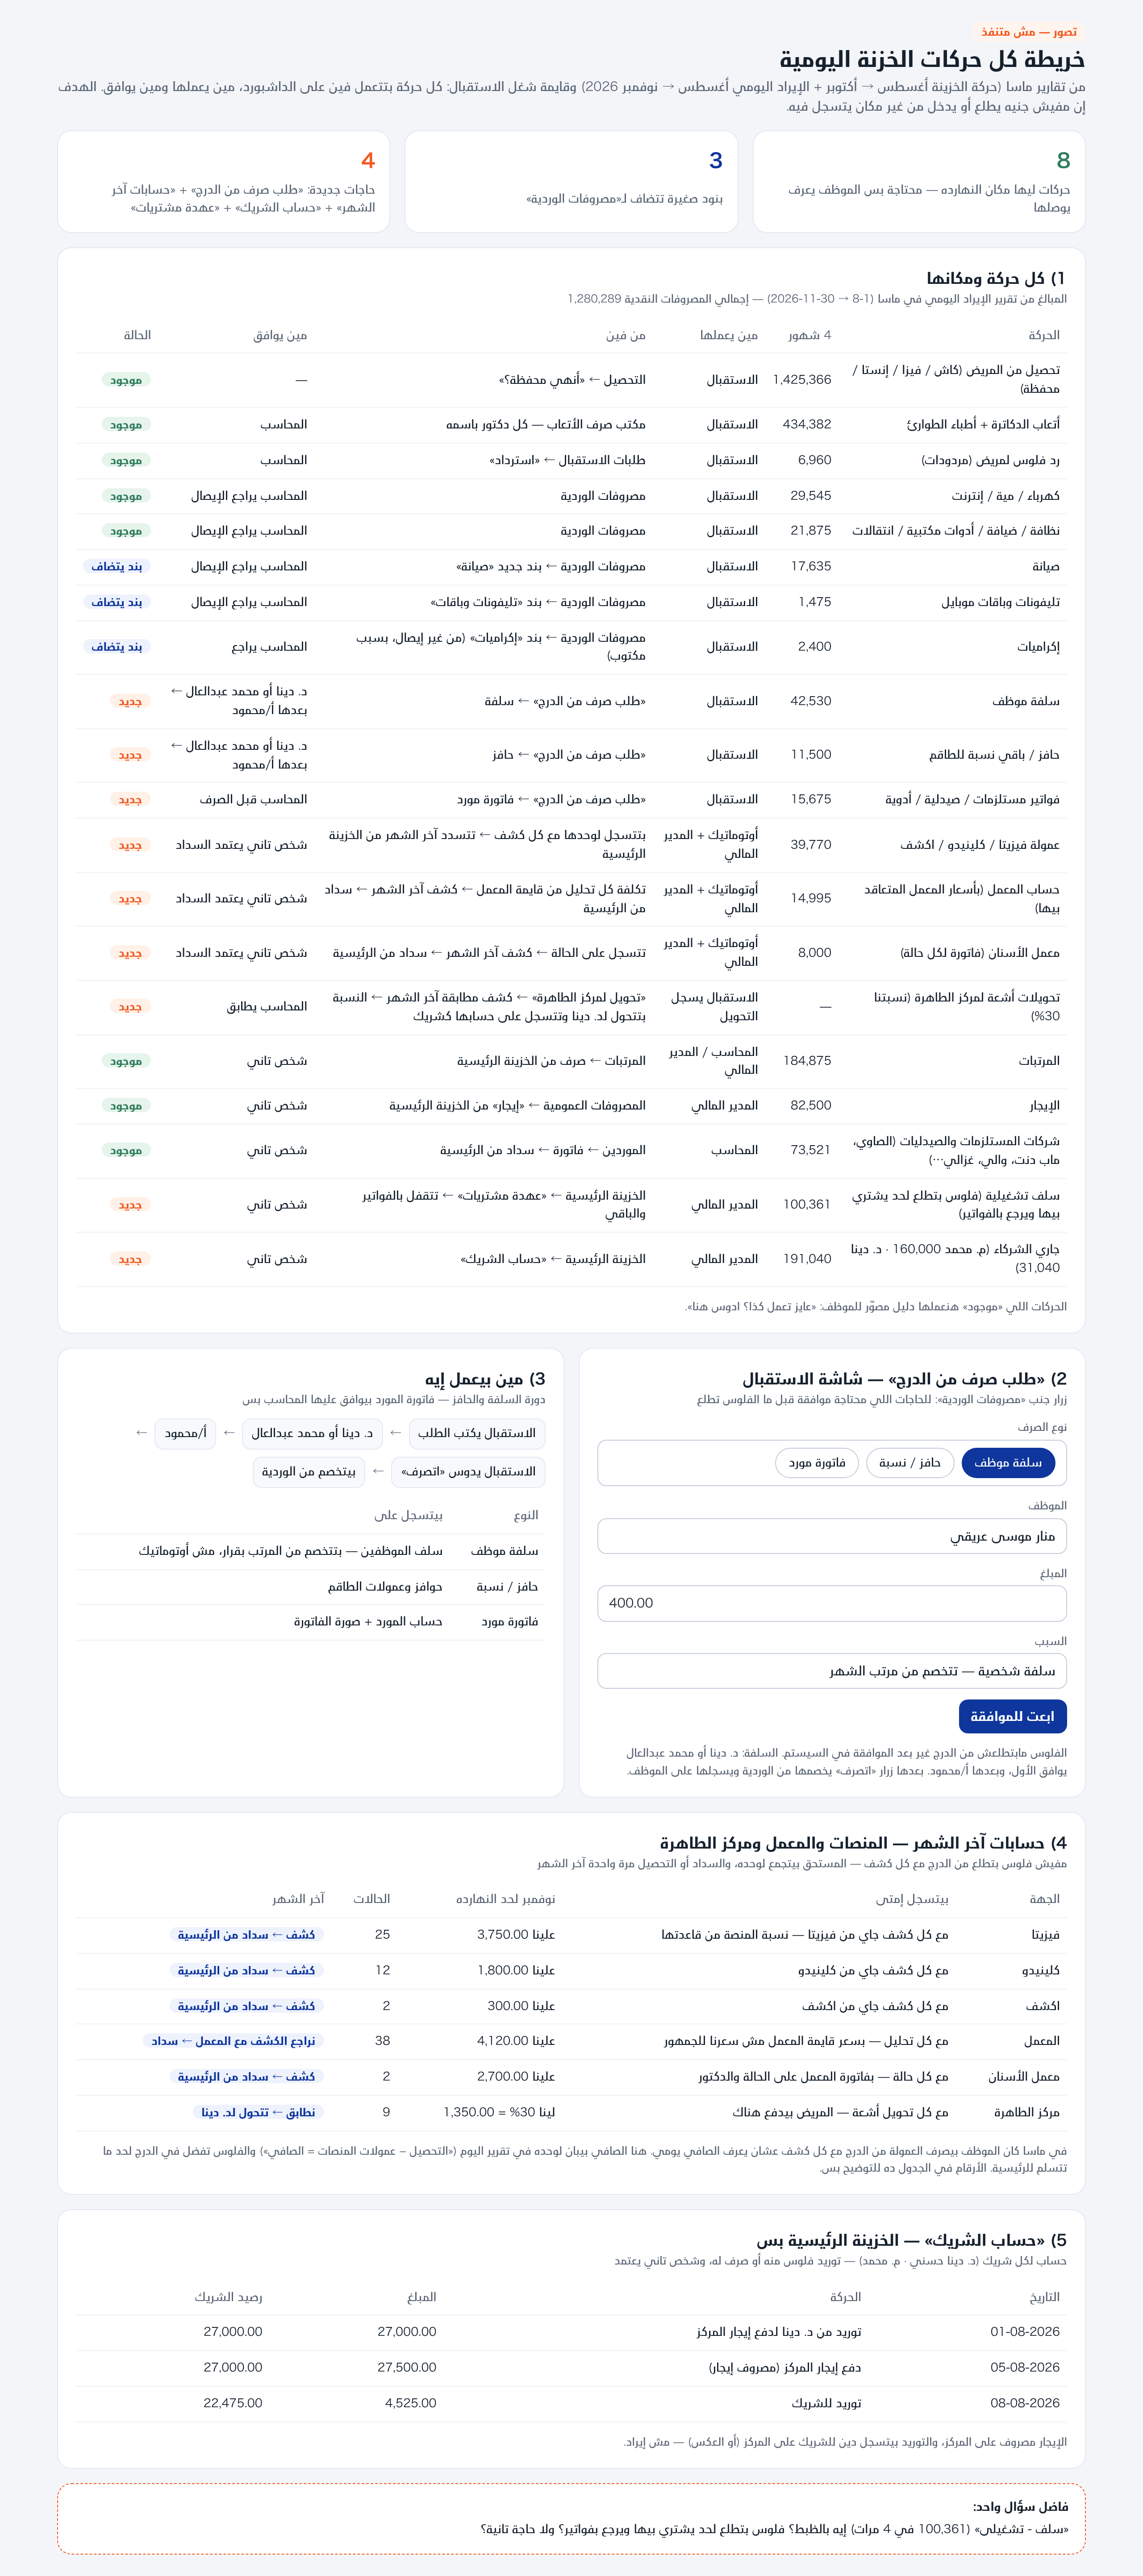 تصور — مش متنفذ
خريطة كل حركات الخزنة اليومية
من تقارير ماسا (حركة الخزينة أغسطس → أكتوبر + الإيراد اليومي أغسطس → نوفمبر 2026) وقايمة شغل الاستقبال: كل حركة بتتعمل فين على الداشبورد، مين يعملها ومين يوافق. الهدف
إن مفيش جنيه يطلع أو يدخل من غير مكان يتسجل فيه.
8
حركات ليها مكان النهارده — محتاجة بس الموظف يعرف
يوصلها
3
بنود صغيرة تتضاف لـ«مصروفات الوردية»
4
حاجات جديدة: «طلب صرف من الدرج» + «حسابات آخر
الشهر» + «حساب الشريك» + «عهدة مشتريات»
1) كل حركة ومكانها
المبالغ من تقرير الإيراد اليومي في ماسا (1-8 → 30-11-2026) — إجمالي المصروفات النقدية 1,280,289
الحركة 4 شهور مين يعملها من فين مين يوافق الحالة
تحصيل من المريض (كاش / فيزا / إنستا / محفظة) 1,425,366 الاستقبال التحصيل ← «أنهي محفظة؟» — موجود
أتعاب الدكاترة + أطباء الطوارئ 434,382 الاستقبال مكتب صرف الأتعاب — كل دكتور باسمه المحاسب موجود
رد فلوس لمريض (مردودات) 6,960 الاستقبال طلبات الاستقبال ← «استرداد» المحاسب موجود
كهرباء / مية / إنترنت 29,545 الاستقبال مصروفات الوردية المحاسب يراجع الإيصال موجود
نظافة / ضيافة / أدوات مكتبية / انتقالات 21,875 الاستقبال مصروفات الوردية المحاسب يراجع الإيصال موجود
صيانة 17,635 الاستقبال مصروفات الوردية ← بند جديد «صيانة» المحاسب يراجع الإيصال بند يتضاف
تليفونات وباقات موبايل 1,475 الاستقبال مصروفات الوردية ← بند «تليفونات وباقات» المحاسب يراجع الإيصال بند يتضاف
إكراميات 2,400 الاستقبال مصروفات الوردية ← بند «إكراميات» (من غير إيصال، بسبب مكتوب) المحاسب يراجع بند يتضاف
سلفة موظف 42,530 الاستقبال «طلب صرف من الدرج» ← سلفة د. دينا أو محمد عبدالعال ← بعدها أ/محمود جديد
حافز / باقي نسبة للطاقم 11,500 الاستقبال «طلب صرف من الدرج» ← حافز د. دينا أو محمد عبدالعال ← بعدها أ/محمود جديد
فواتير مستلزمات / صيدلية / أدوية 15,675 الاستقبال «طلب صرف من الدرج» ← فاتورة مورد المحاسب قبل الصرف جديد
عمولة فيزيتا / كلينيدو / اكشف 39,770 أوتوماتيك + المدير المالي بتتسجل لوحدها مع كل كشف ← تتسدد آخر الشهر من الخزينة الرئيسية شخص تاني يعتمد السداد جديد
حساب المعمل (بأسعار المعمل المتعاقد بيها) 14,995 أوتوماتيك + المدير المالي تكلفة كل تحليل من قايمة المعمل ← كشف آخر الشهر ← سداد من الرئيسية شخص تاني يعتمد السداد جديد
معمل الأسنان (فاتورة لكل حالة) 8,000 أوتوماتيك + المدير المالي تتسجل على الحالة ← كشف آخر الشهر ← سداد من الرئيسية شخص تاني يعتمد السداد جديد
تحويلات أشعة لمركز الطاهرة (نسبتنا 30%) — الاستقبال يسجل التحويل «تحويل لمركز الطاهرة» ← كشف مطابقة آخر الشهر ← النسبة بتتحول لد. دينا وتتسجل على حسابها كشريك المحاسب يطابق جديد
المرتبات 184,875 المحاسب / المدير المالي المرتبات ← صرف من الخزينة الرئيسية شخص تاني موجود
الإيجار 82,500 المدير المالي المصروفات العمومية ← «إيجار» من الخزينة الرئيسية شخص تاني موجود
شركات المستلزمات والصيدليات (الصاوي، ماب دنت، والي، غزالي…) 73,521 المحاسب الموردين ← فاتورة ← سداد من الرئيسية شخص تاني موجود
سلف تشغيلية (فلوس بتطلع لحد يشتري بيها ويرجع بالفواتير) 100,361 المدير المالي الخزينة الرئيسية ← «عهدة مشتريات» ← تتقفل بالفواتير والباقي شخص تاني جديد
جاري الشركاء (م. محمد 160,000 · د. دينا 31,040) 191,040 المدير المالي الخزينة الرئيسية ← «حساب الشريك» شخص تاني جديد
الحركات اللي «موجود» هنعملها دليل مصوّر للموظف: «عايز تعمل كذا؟ ادوس هنا».
2) «طلب صرف من الدرج» — شاشة الاستقبال
زرار جنب «مصروفات الوردية»: للحاجات اللي محتاجة موافقة قبل ما الفلوس تطلع
نوع الصرف
سلفة موظف حافز / نسبة فاتورة مورد
الموظف
منار موسى عريقي
المبلغ
400.00
السبب
سلفة شخصية — تتخصم من مرتب الشهر
ابعت للموافقة
الفلوس مابتطلعش من الدرج غير بعد الموافقة في السيستم. السلفة: د. دينا أو محمد عبدالعال
يوافق الأول، وبعدها أ/محمود. بعدها زرار «اتصرف» يخصمها من الوردية ويسجلها على الموظف.
3) مين بيعمل إيه
دورة السلفة والحافز — فاتورة المورد بيوافق عليها المحاسب بس
الاستقبال يكتب الطلب ← د. دينا أو محمد عبدالعال ← أ/محمود ←
الاستقبال يدوس «اتصرف» ← بيتخصم من الوردية
النوع بيتسجل على
سلفة موظف سلف الموظفين — بتتخصم من المرتب بقرار، مش أوتوماتيك
حافز / نسبة حوافز وعمولات الطاقم
فاتورة مورد حساب المورد + صورة الفاتورة
4) حسابات آخر الشهر — المنصات والمعمل ومركز الطاهرة
مفيش فلوس بتطلع من الدرج مع كل كشف — المستحق بيتجمع لوحده، والسداد أو التحصيل مرة واحدة آخر الشهر
الجهة بيتسجل إمتى نوفمبر لحد النهارده الحالات آخر الشهر
فيزيتا مع كل كشف جاي من فيزيتا — نسبة المنصة من قاعدتها علينا 3,750.00 25 كشف ← سداد من الرئيسية
كلينيدو مع كل كشف جاي من كلينيدو علينا 1,800.00 12 كشف ← سداد من الرئيسية
اكشف مع كل كشف جاي من اكشف علينا 300.00 2 كشف ← سداد من الرئيسية
المعمل مع كل تحليل — بسعر قايمة المعمل مش سعرنا للجمهور علينا 4,120.00 38 نراجع الكشف مع المعمل ← سداد
معمل الأسنان مع كل حالة — بفاتورة المعمل على الحالة والدكتور علينا 2,700.00 2 كشف ← سداد من الرئيسية
مركز الطاهرة مع كل تحويل أشعة — المريض بيدفع هناك لينا 30% = 1,350.00 9 نطابق ← تتحول لد. دينا
في ماسا كان الموظف بيصرف العمولة من الدرج مع كل كشف عشان يعرف الصافي يومي. هنا الصافي بيبان لوحده في تقرير اليوم («التحصيل − عمولات المنصات = الصافي») والفلوس تفضل في الدرج لحد ما
تتسلم للرئيسية. الأرقام في الجدول ده للتوضيح بس.
5) «حساب الشريك» — الخزينة الرئيسية بس
حساب لكل شريك (د. دينا حسني · م. محمد) — توريد فلوس منه أو صرف له، وشخص تاني يعتمد
التاريخ الحركة المبلغ رصيد الشريك
01-08-2026 توريد من د. دينا لدفع إيجار المركز 27,000.00 27,000.00
05-08-2026 دفع إيجار المركز (مصروف إيجار) 27,500.00 27,000.00
08-08-2026 توريد للشريك 4,525.00 22,475.00
الإيجار مصروف على المركز، والتوريد بيتسجل دين للشريك على المركز (أو العكس) — مش إيراد.
فاضل سؤال واحد:
«سلف - تشغيلى» (100,361 في 4 مرات) إيه بالظبط؟ فلوس بتطلع لحد يشتري بيها ويرجع بفواتير؟ ولا حاجة تانية؟